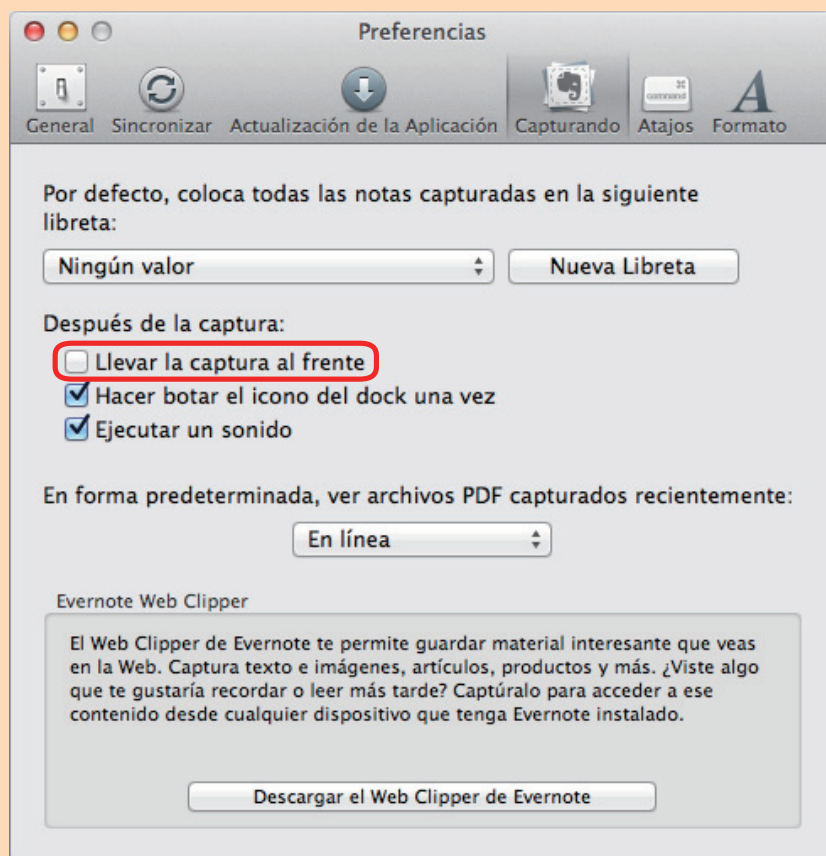 Preferencias
General Sincronizar Actualización de la Aplicación Capturando command Atajos Formato
Por defecto, coloca todas las notas capturadas en la siguiente
libreta:
Ningún valor Nueva Libreta
Después de la captura:
Llevar la captura al frente
Hacer botar el icono del dock una vez
Ejecutar un sonido
En forma predeterminada, ver archivos PDF capturados recientemente:
En línea
Evernote Web Clipper
El Web Clipper de Evernote te permite guardar material interesante que veas
en la Web. Captura texto e imágenes, artículos, productos y más. ¿Viste algo
que te gustaría recordar o leer más tarde? Captúralo para acceder a ese
contenido desde cualquier dispositivo que tenga Evernote instalado.
Descargar el Web Clipper de Evernote